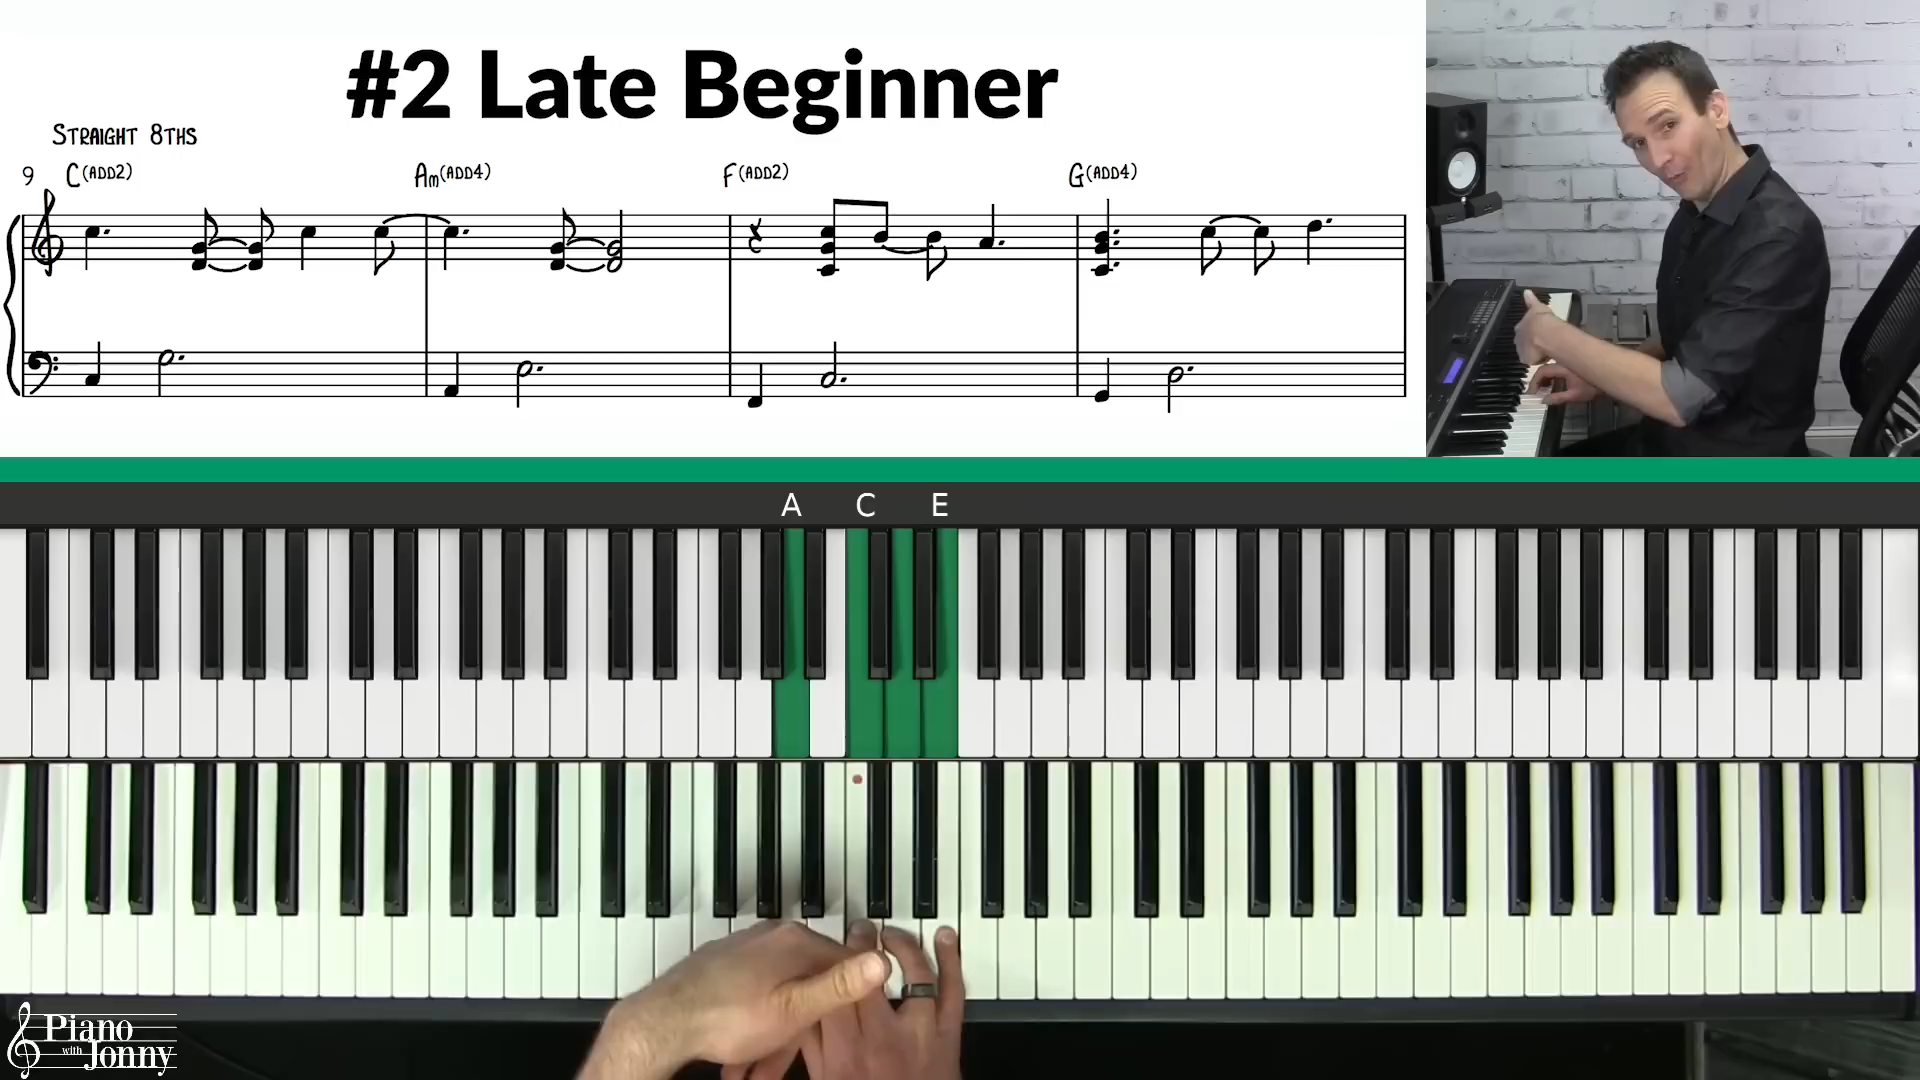 #2 Late Beginner
STRAIGHT 8THS
9 C(ADD2) Am(ADD4) F(ADD2) G(ADD4)
A C E
Piano
with Jonny